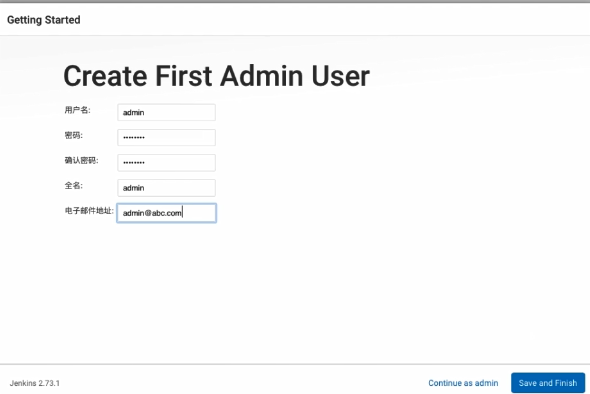 Getting Started
Create First Admin User
用户名: admin
密码: ••••••••
确认密码: ••••••••
全名: admin
电子邮件地址: admin@abc.com
Jenkins 2.73.1 Continue as admin Save and Finish